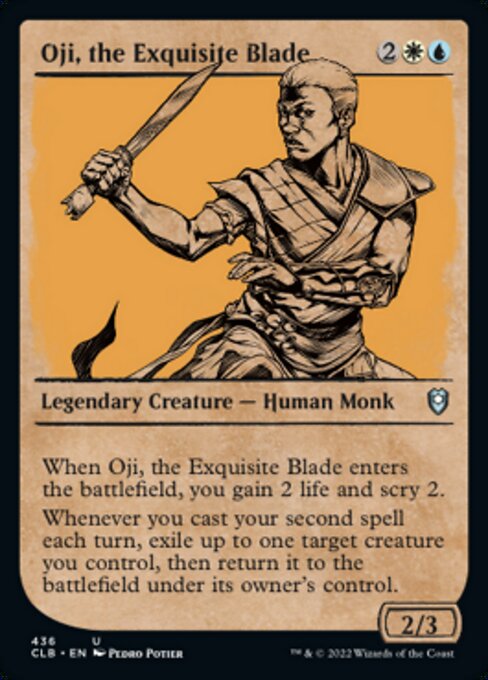 Oji, the Exquisite Blade 2
Legendary Creature — Human Monk
When Oji, the Exquisite Blade enters
the battlefield, you gain 2 life and scry 2.
Whenever you cast your second spell
each turn, exile up to one target creature
you control, then return it to the
battlefield under its owner's control.
2/3
436 U
CLB • EN Pedro Potier
™ & © 2022 Wizards of the Coast